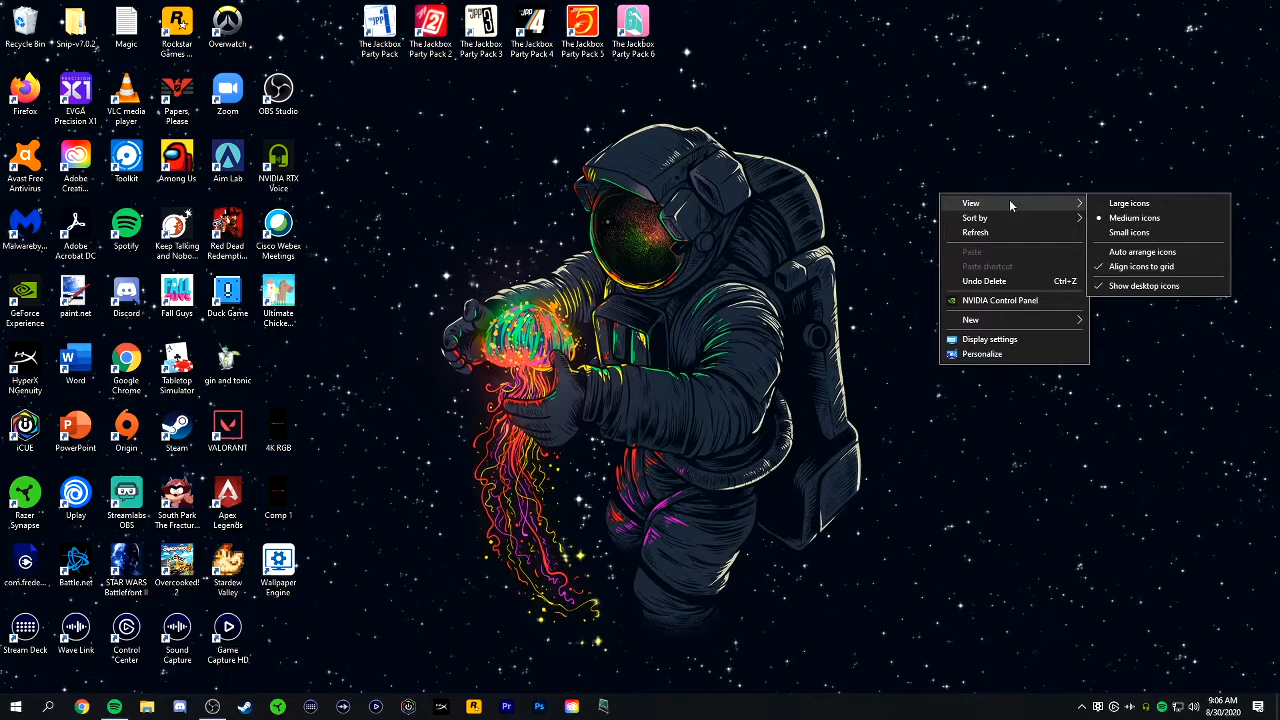 Recycle Bin
Snip-v7.0.2
Magic
Rockstar
Games ...
Overwatch
The Jackbox
Party Pack
The Jackbox
Party Pack 2
The Jackbox
Party Pack 3
The Jackbox
Party Pack 4
The Jackbox
Party Pack 5
The Jackbox
Party Pack 6
Firefox
EVGA
Precision X1
VLC media
player
Papers,
Please
Zoom
OBS Studio
Avast Free
Antivirus
Adobe
Creati...
Toolkit
Among Us
Aim Lab
NVIDIA RTX
Voice
Malwareby...
Adobe
Acrobat DC
Spotify
Keep Talking
and Nobo...
Red Dead
Redempti...
Cisco Webex
Meetings
GeForce
Experience
paint.net
Discord
Fall Guys
Duck Game
Ultimate
Chicke...
HyperX
NGenuity
Word
Google
Chrome
Tabletop
Simulator
gin and tonic
iCUE
PowerPoint
Origin
Steam
VALORANT
4K RGB
Razer
Synapse
Uplay
Streamlabs
OBS
South Park
The Fractur...
Apex
Legends
Comp 1
com.frede...
Battle.net
STAR WARS
Battlefront II
Overcooked!
2
Stardew
Valley
Wallpaper
Engine
Stream Deck
Wave Link
Control
Center
Sound
Capture
Game
Capture HD
View
Sort by
Refresh
Paste
Paste shortcut
Undo Delete Ctrl+Z
NVIDIA Control Panel
New
Display settings
Personalize
Large icons
Medium icons
Small icons
Auto arrange icons
Align icons to grid
Show desktop icons
9:06 AM
8/30/2020